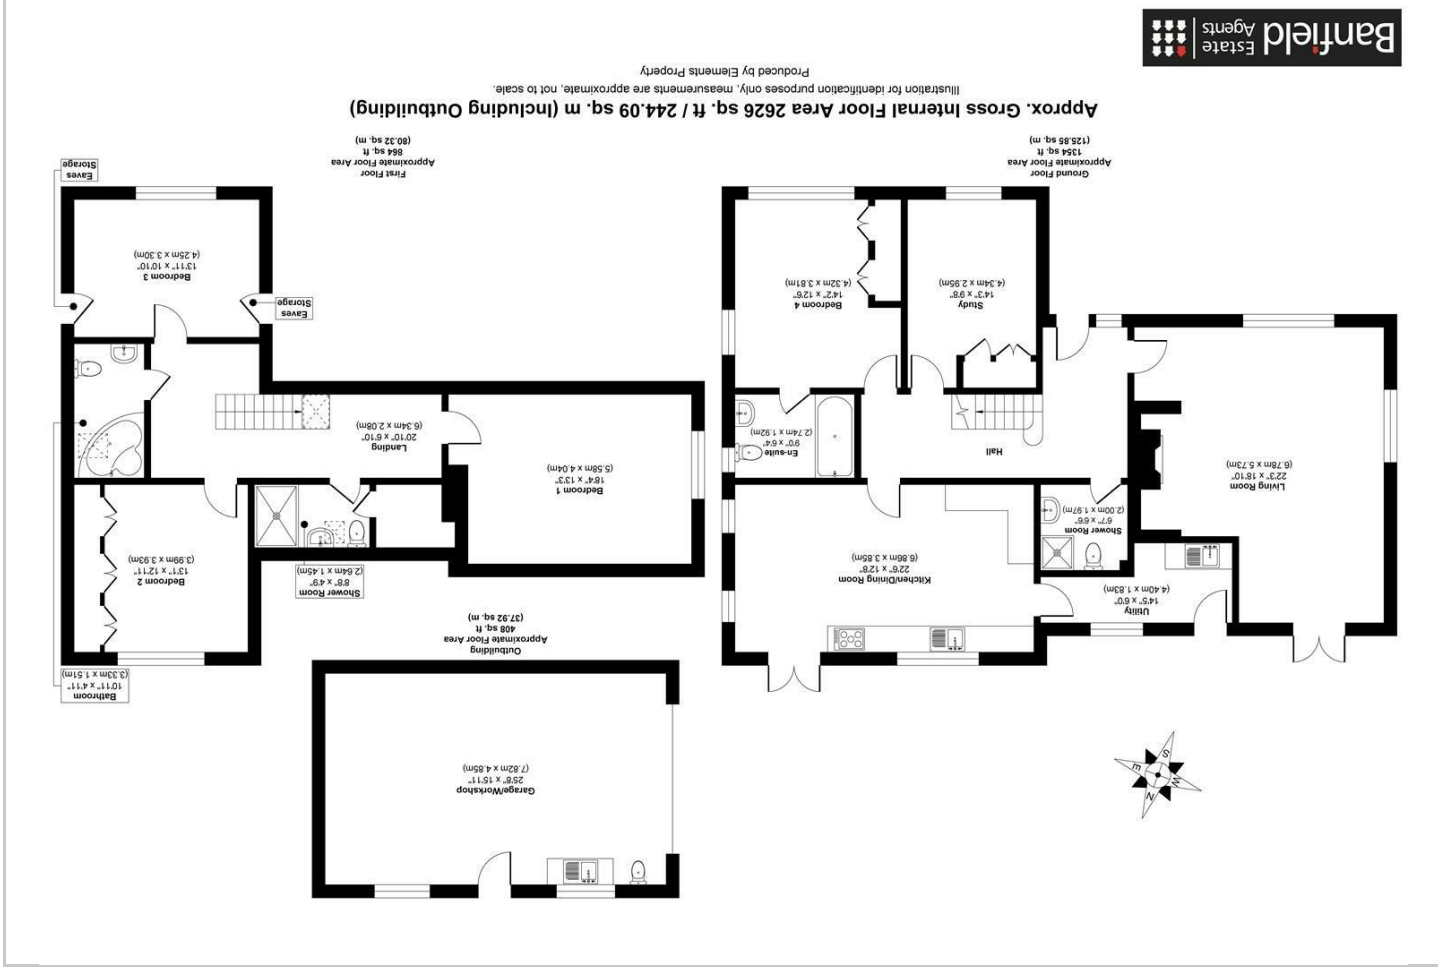 N
E
W
S
Garage/Workshop
25'8" x 15'11"
(7.82m x 4.85m)
Outbuilding
Approximate Floor Area
408 sq. ft
(37.92 sq. m)
Living Room
22'3" x 18'10"
(6.78m x 5.73m)
Utility
14'5" x 6'0"
(4.40m x 1.83m)
Shower Room
6'7" x 6'6"
(2.00m x 1.97m)
Kitchen/Dining Room
22'6" x 12'8"
(6.86m x 3.85m)
Hall
En-suite
9'0" x 6'4"
(2.74m x 1.92m)
Study
14'3" x 9'8"
(4.34m x 2.95m)
Bedroom 4
14'2" x 12'6"
(4.32m x 3.81m)
Ground Floor
Approximate Floor Area
1354 sq. ft
(125.85 sq. m)
Bathroom
10'11" x 4'11"
(3.33m x 1.51m)
Shower Room
8'8" x 4'9"
(2.64m x 1.45m)
Bedroom 2
13'1" x 12'11"
(3.99m x 3.93m)
Bedroom 1
18'4" x 13'3"
(5.58m x 4.04m)
Landing
20'10" x 6'10"
(6.34m x 2.08m)
Eaves
Storage
Bedroom 3
13'11" x 10'10"
(4.25m x 3.30m)
Eaves
Storage
First Floor
Approximate Floor Area
864 sq. ft
(80.32 sq. m)
Approx. Gross Internal Floor Area 2626 sq. ft / 244.09 sq. m (Including Outbuilding)
Illustration for identification purposes only, measurements are approximate, not to scale.
Produced by Elements Property
Banfield
Estate
Agents